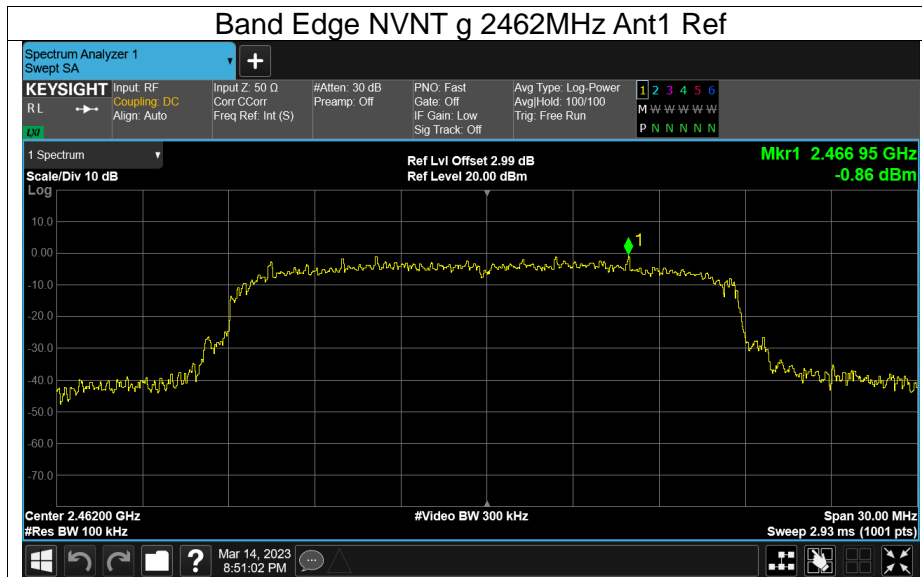 Band Edge NVNT g 2462MHz Ant1 Ref
Spectrum Analyzer 1
Swept SA
+
KEYSIGHT
R L
LXI
Input: RF
Coupling: DC
Align: Auto
Input Z: 50 Ω
Corr CCorr
Freq Ref: Int (S)
#Atten: 30 dB
Preamp: Off
PNO: Fast
Gate: Off
IF Gain: Low
Sig Track: Off
Avg Type: Log-Power
Avg|Hold: 100/100
Trig: Free Run
1 2 3 4 5 6
M W W W W W
P N N N N N
1 Spectrum
Scale/Div 10 dB
Ref Lvl Offset 2.99 dB
Ref Level 20.00 dBm
Mkr1 2.466 95 GHz
-0.86 dBm
Log
10.0
0.00
-10.0
-20.0
-30.0
-40.0
-50.0
-60.0
-70.0
1
Center 2.46200 GHz
#Res BW 100 kHz
#Video BW 300 kHz
Span 30.00 MHz
Sweep 2.93 ms (1001 pts)
?
Mar 14, 2023
8:51:02 PM